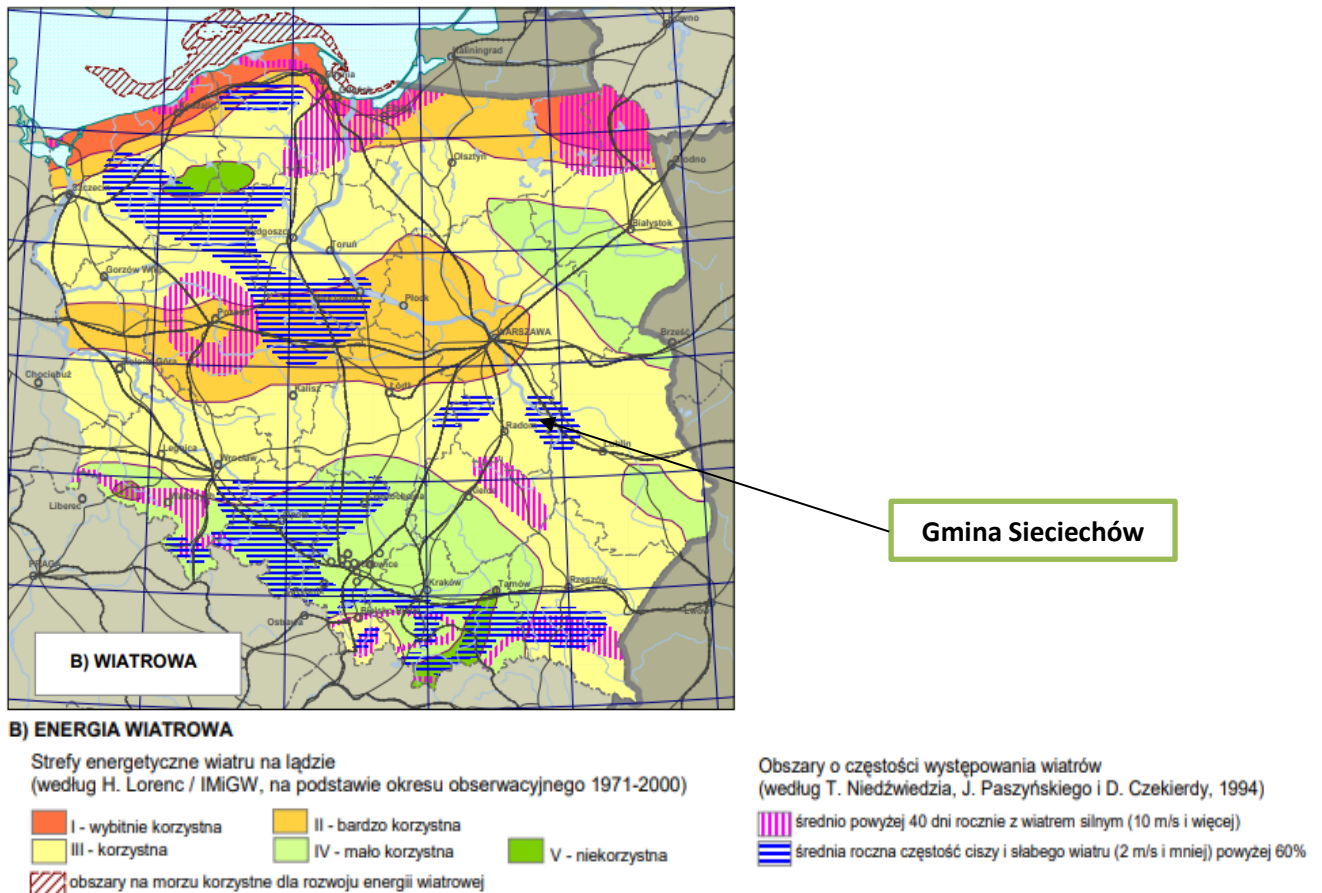 Kaliningrad
Olsztyn
Białystok
Toruń
Gorzów Wlkp.
Płock
WARSZAWA
Brześć
Chociebuż
Kalisz
Łódź
Radom
Lublin
Legnica
Wrocław
Liberec
Gmina Sieciechów
PRAGA
Kraków
Tarnów
Rzeszów
Lwów
Ostrawa
B) WIATROWA
B) ENERGIA WIATROWA
Strefy energetyczne wiatru na lądzie
(według H. Lorenc / IMiGW, na podstawie okresu obserwacyjnego 1971-2000)
I - wybitnie korzystna
II - bardzo korzystna
III - korzystna
IV - mało korzystna
V - niekorzystna
obszary na morzu korzystne dla rozwoju energii wiatrowej
Obszary o częstości występowania wiatrów
(według T. Niedźwiedzia, J. Paszyńskiego i D. Czekierdy, 1994)
średnio powyżej 40 dni rocznie z wiatrem silnym (10 m/s i więcej)
średnia roczna częstość ciszy i słabego wiatru (2 m/s i mniej) powyżej 60%